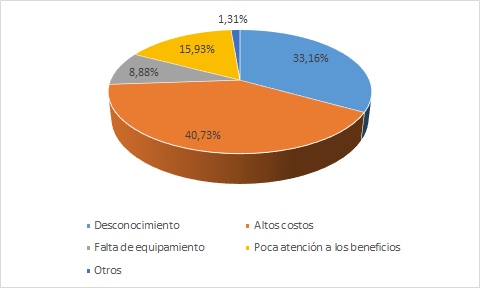 1,31%
15,93%
33,16%
8,88%
40,73%
Desconocimiento
Altos costos
Falta de equipamiento
Poca atención a los beneficios
Otros